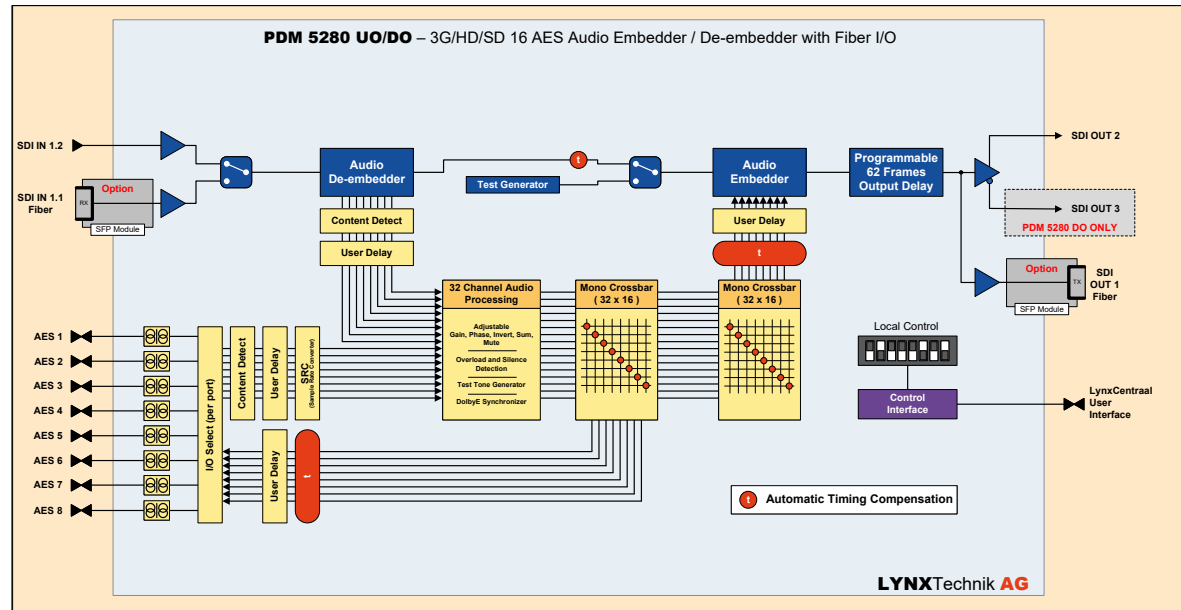 PDM 5280 UO/DO – 3G/HD/SD 16 AES Audio Embedder / De-embedder with Fiber I/O
SDI IN 1.2
SDI IN 1.1
Fiber
Option
RX
SFP Module
Audio
De-embedder
Content Detect
User Delay
t
Test Generator
Audio
Embedder
User Delay
t
Programmable
62 Frames
Output Delay
SDI OUT 2
SDI OUT 3
PDM 5280 DO ONLY
Option
TX
SFP Module
SDI
OUT 1
Fiber
32 Channel Audio
Processing
Adjustable
Gain, Phase, Invert, Sum,
Mute
Overload and Silence
Detection
Test Tone Generator
DolbyE Synchronizer
Mono Crossbar
( 32 x 16 )
Mono Crossbar
( 32 x 16 )
AES 1
AES 2
AES 3
AES 4
AES 5
AES 6
AES 7
AES 8
I/O Select (per port)
Content Detect
User Delay
SRC
(Sample Rate Converter)
User Delay
t
Local Control
Control
Interface
LynxCentraal
User
Interface
t Automatic Timing Compensation
LYNXTechnik AG